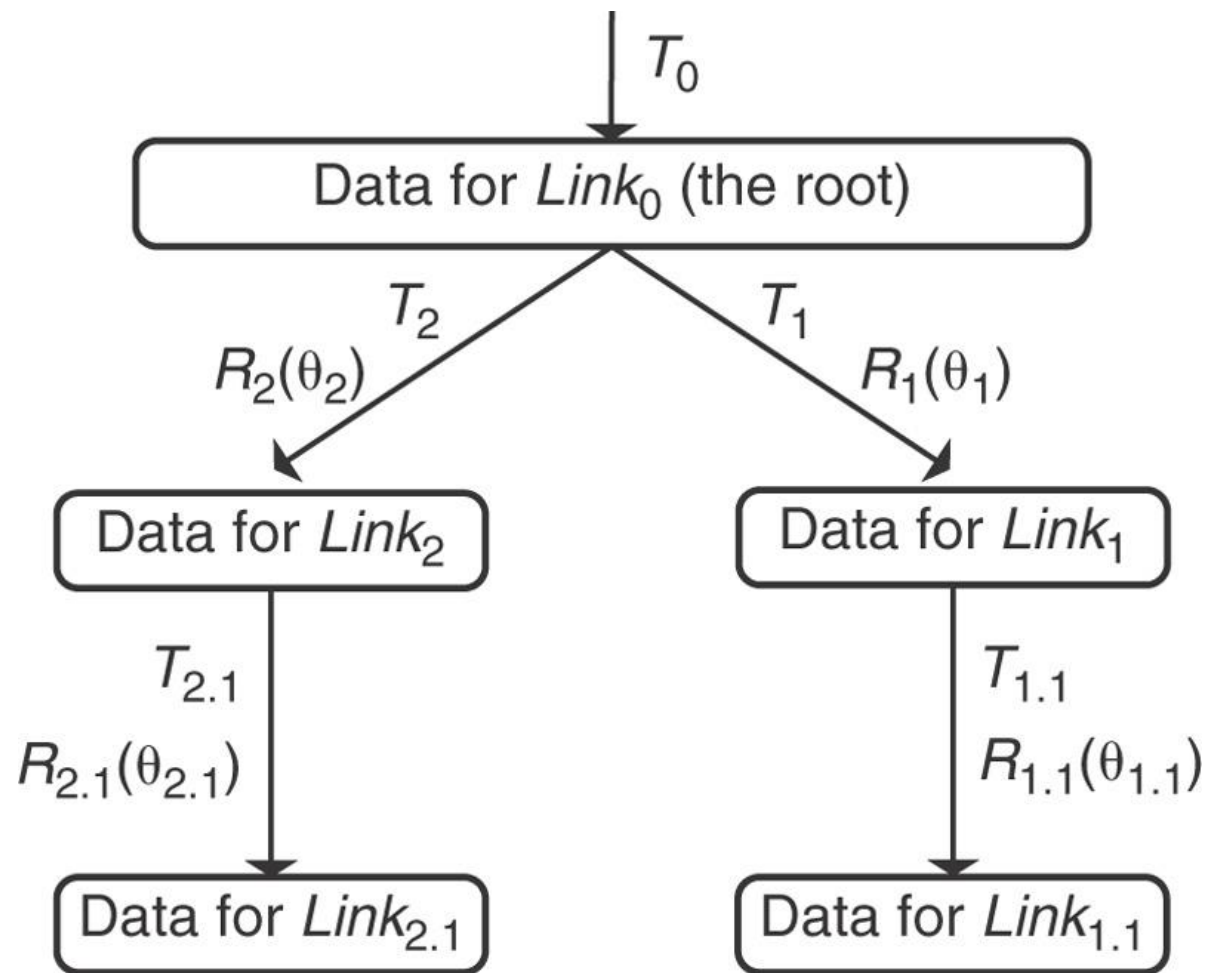 T₀
Data for Link₀ (the root)
T₂
T₁
R₂(θ₂)
R₁(θ₁)
Data for Link₂
Data for Link₁
T₂.₁
T₁.₁
R₂.₁(θ₂.₁)
R₁.₁(θ₁.₁)
Data for Link₂.₁
Data for Link₁.₁